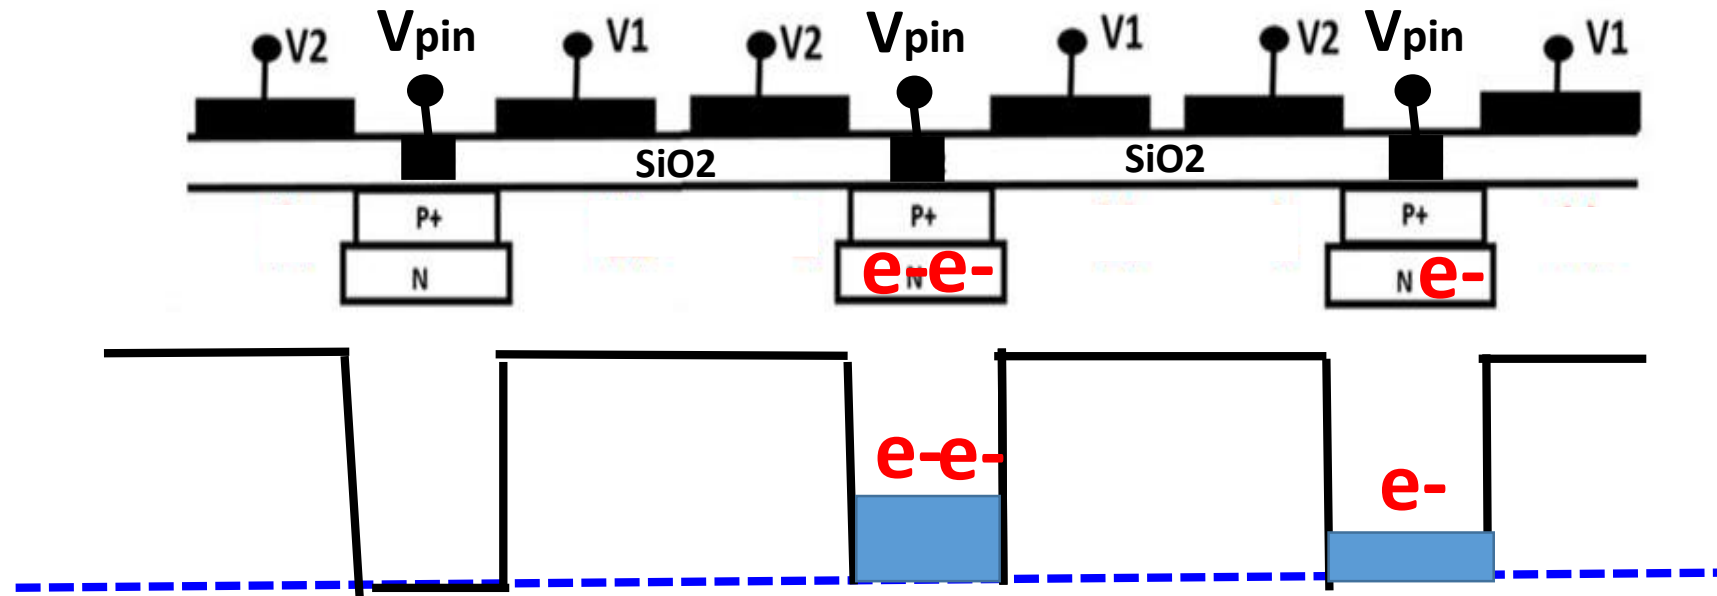 V2 Vpin V1 V2 Vpin V1 V2 Vpin V1
SiO2 SiO2
P+ P+ P+
N N e-e- N e-
e-e- e-